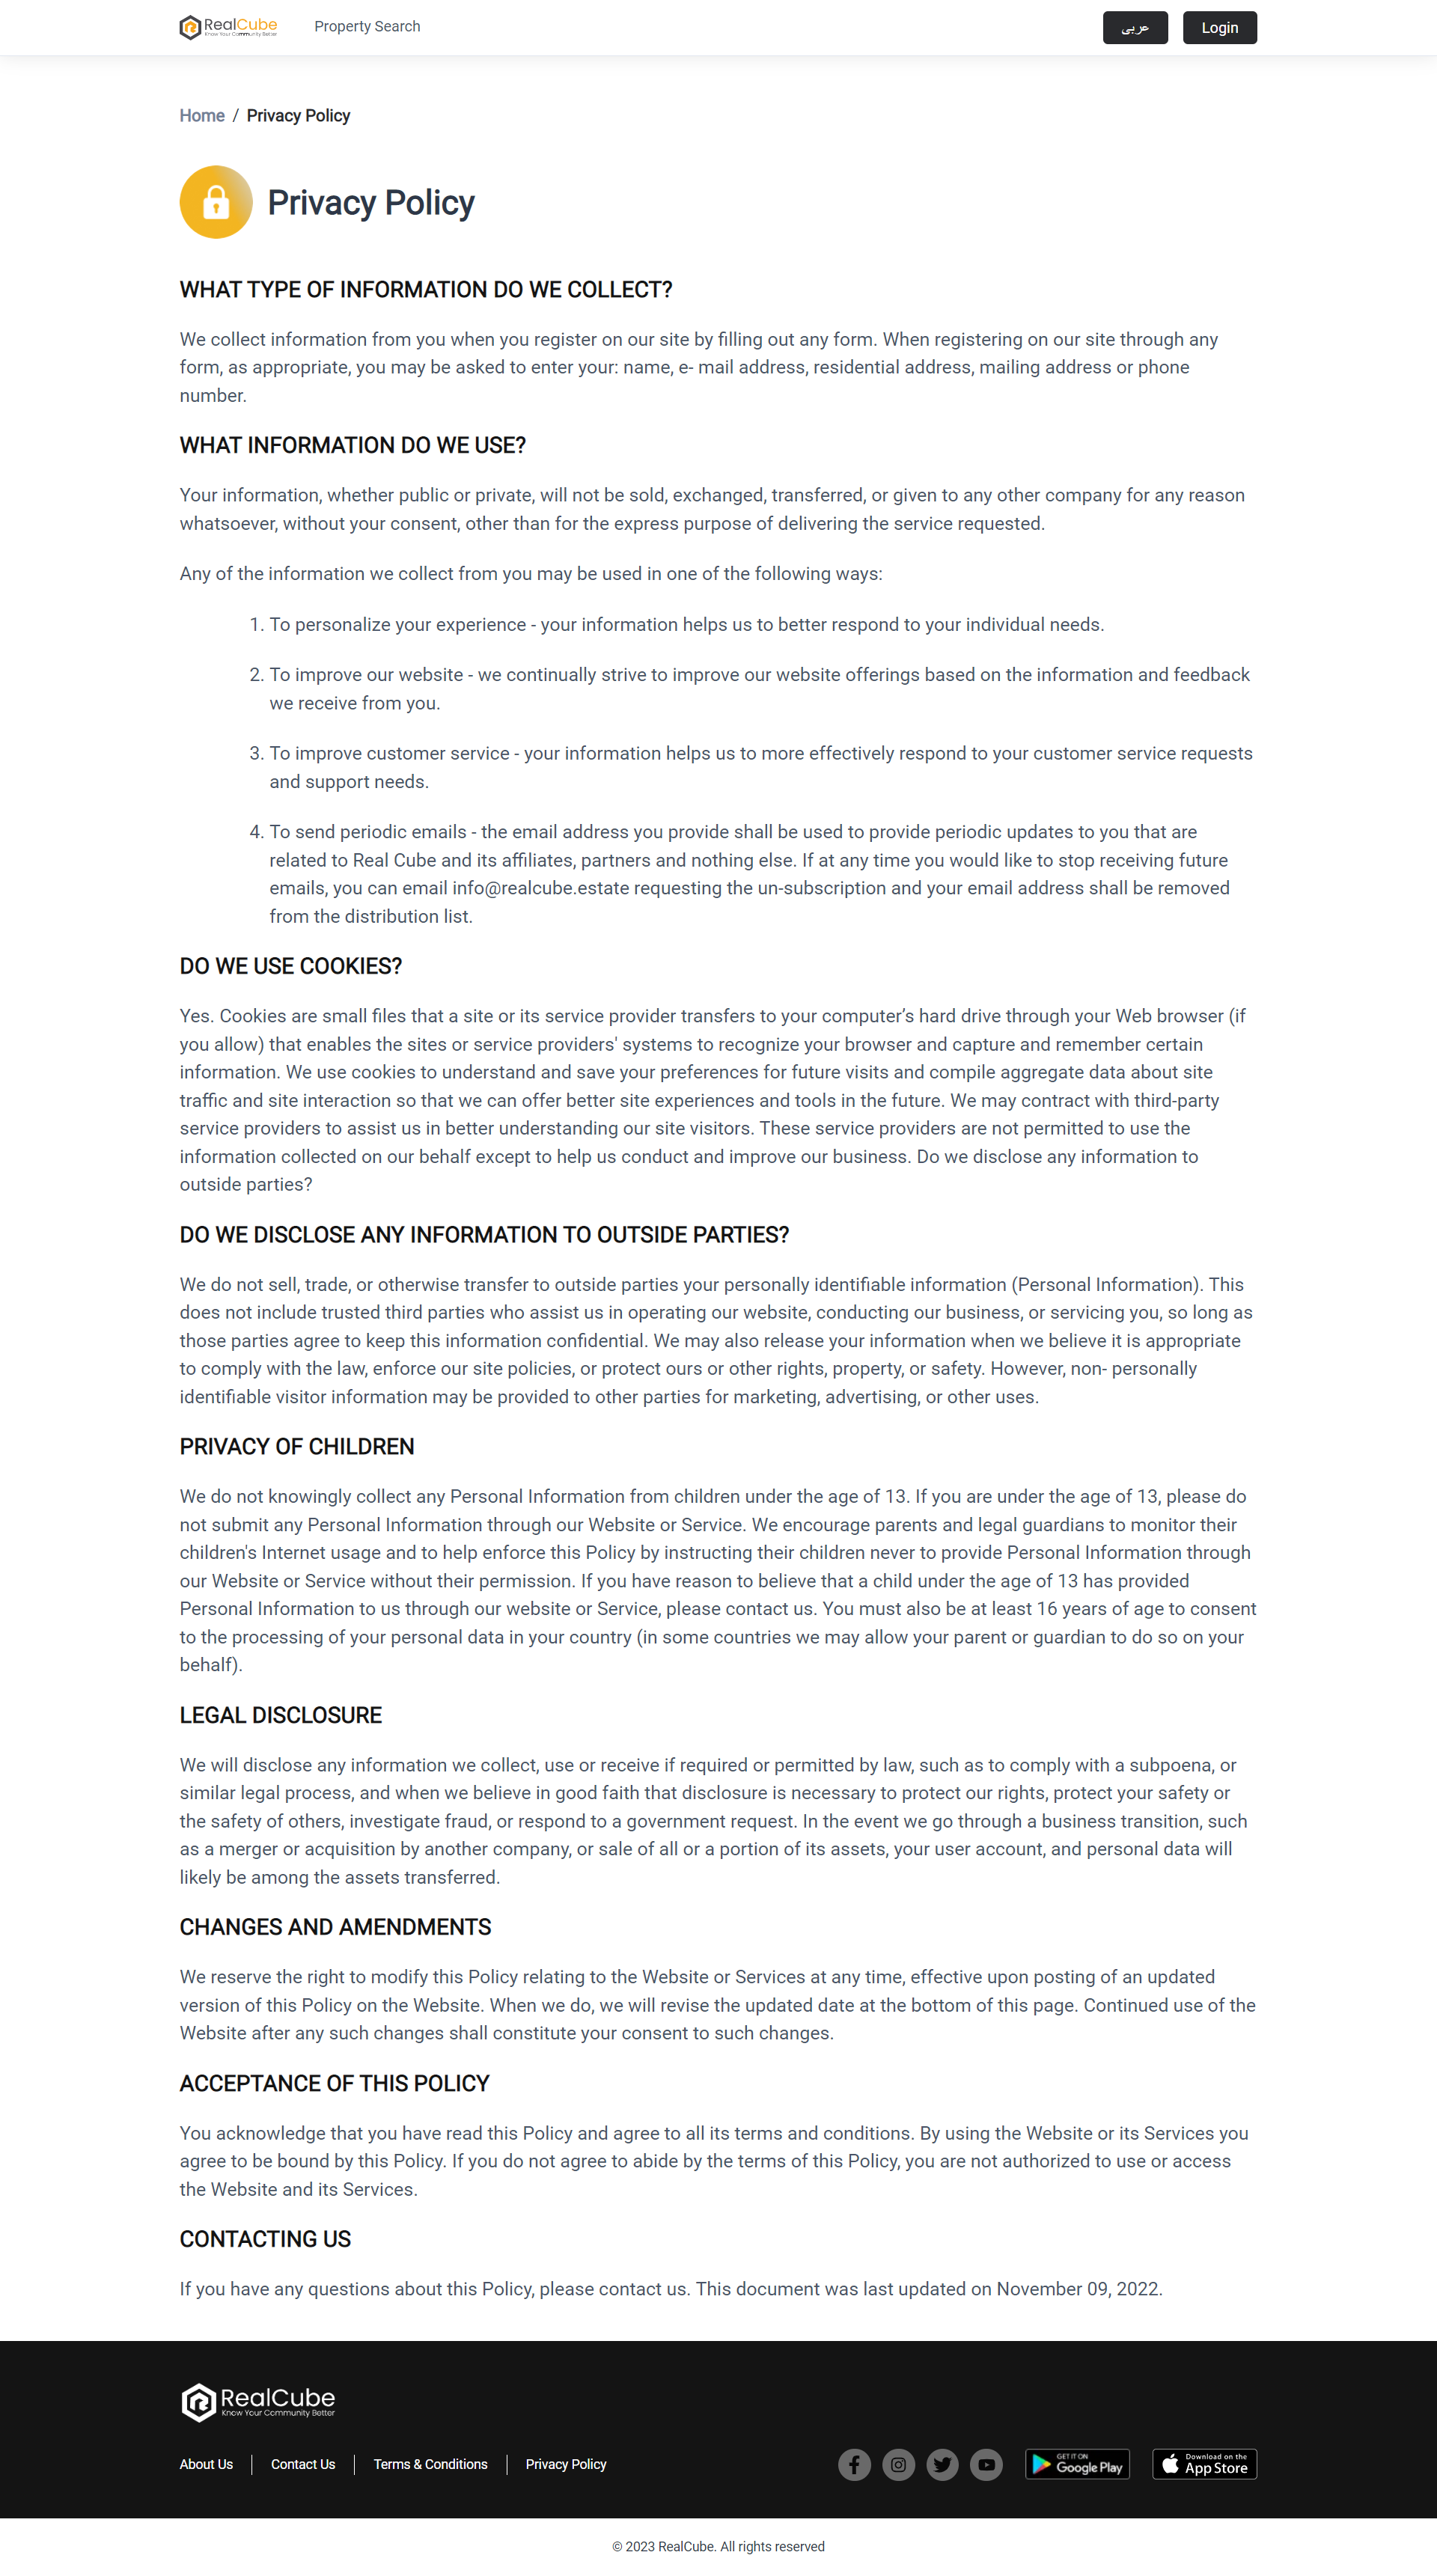 RealCube
Know Your Community Better
Property Search
عربي
Login
Home / Privacy Policy
Privacy Policy
WHAT TYPE OF INFORMATION DO WE COLLECT?
We collect information from you when you register on our site by filling out any form. When registering on our site through any
form, as appropriate, you may be asked to enter your: name, e- mail address, residential address, mailing address or phone
number.
WHAT INFORMATION DO WE USE?
Your information, whether public or private, will not be sold, exchanged, transferred, or given to any other company for any reason
whatsoever, without your consent, other than for the express purpose of delivering the service requested.
Any of the information we collect from you may be used in one of the following ways:
1. To personalize your experience - your information helps us to better respond to your individual needs.
2. To improve our website - we continually strive to improve our website offerings based on the information and feedback
we receive from you.
3. To improve customer service - your information helps us to more effectively respond to your customer service requests
and support needs.
4. To send periodic emails - the email address you provide shall be used to provide periodic updates to you that are
related to Real Cube and its affiliates, partners and nothing else. If at any time you would like to stop receiving future
emails, you can email info@realcube.estate requesting the un-subscription and your email address shall be removed
from the distribution list.
DO WE USE COOKIES?
Yes. Cookies are small files that a site or its service provider transfers to your computer’s hard drive through your Web browser (if
you allow) that enables the sites or service providers' systems to recognize your browser and capture and remember certain
information. We use cookies to understand and save your preferences for future visits and compile aggregate data about site
traffic and site interaction so that we can offer better site experiences and tools in the future. We may contract with third-party
service providers to assist us in better understanding our site visitors. These service providers are not permitted to use the
information collected on our behalf except to help us conduct and improve our business. Do we disclose any information to
outside parties?
DO WE DISCLOSE ANY INFORMATION TO OUTSIDE PARTIES?
We do not sell, trade, or otherwise transfer to outside parties your personally identifiable information (Personal Information). This
does not include trusted third parties who assist us in operating our website, conducting our business, or servicing you, so long as
those parties agree to keep this information confidential. We may also release your information when we believe it is appropriate
to comply with the law, enforce our site policies, or protect ours or other rights, property, or safety. However, non- personally
identifiable visitor information may be provided to other parties for marketing, advertising, or other uses.
PRIVACY OF CHILDREN
We do not knowingly collect any Personal Information from children under the age of 13. If you are under the age of 13, please do
not submit any Personal Information through our Website or Service. We encourage parents and legal guardians to monitor their
children's Internet usage and to help enforce this Policy by instructing their children never to provide Personal Information through
our Website or Service without their permission. If you have reason to believe that a child under the age of 13 has provided
Personal Information to us through our website or Service, please contact us. You must also be at least 16 years of age to consent
to the processing of your personal data in your country (in some countries we may allow your parent or guardian to do so on your
behalf).
LEGAL DISCLOSURE
We will disclose any information we collect, use or receive if required or permitted by law, such as to comply with a subpoena, or
similar legal process, and when we believe in good faith that disclosure is necessary to protect our rights, protect your safety or
the safety of others, investigate fraud, or respond to a government request. In the event we go through a business transition, such
as a merger or acquisition by another company, or sale of all or a portion of its assets, your user account, and personal data will
likely be among the assets transferred.
CHANGES AND AMENDMENTS
We reserve the right to modify this Policy relating to the Website or Services at any time, effective upon posting of an updated
version of this Policy on the Website. When we do, we will revise the updated date at the bottom of this page. Continued use of the
Website after any such changes shall constitute your consent to such changes.
ACCEPTANCE OF THIS POLICY
You acknowledge that you have read this Policy and agree to all its terms and conditions. By using the Website or its Services you
agree to be bound by this Policy. If you do not agree to abide by the terms of this Policy, you are not authorized to use or access
the Website and its Services.
CONTACTING US
If you have any questions about this Policy, please contact us. This document was last updated on November 09, 2022.
RealCube
Know Your Community Better
About Us
Contact Us
Terms & Conditions
Privacy Policy
GET IT ON
Google Play
Download on the
App Store
© 2023 RealCube. All rights reserved